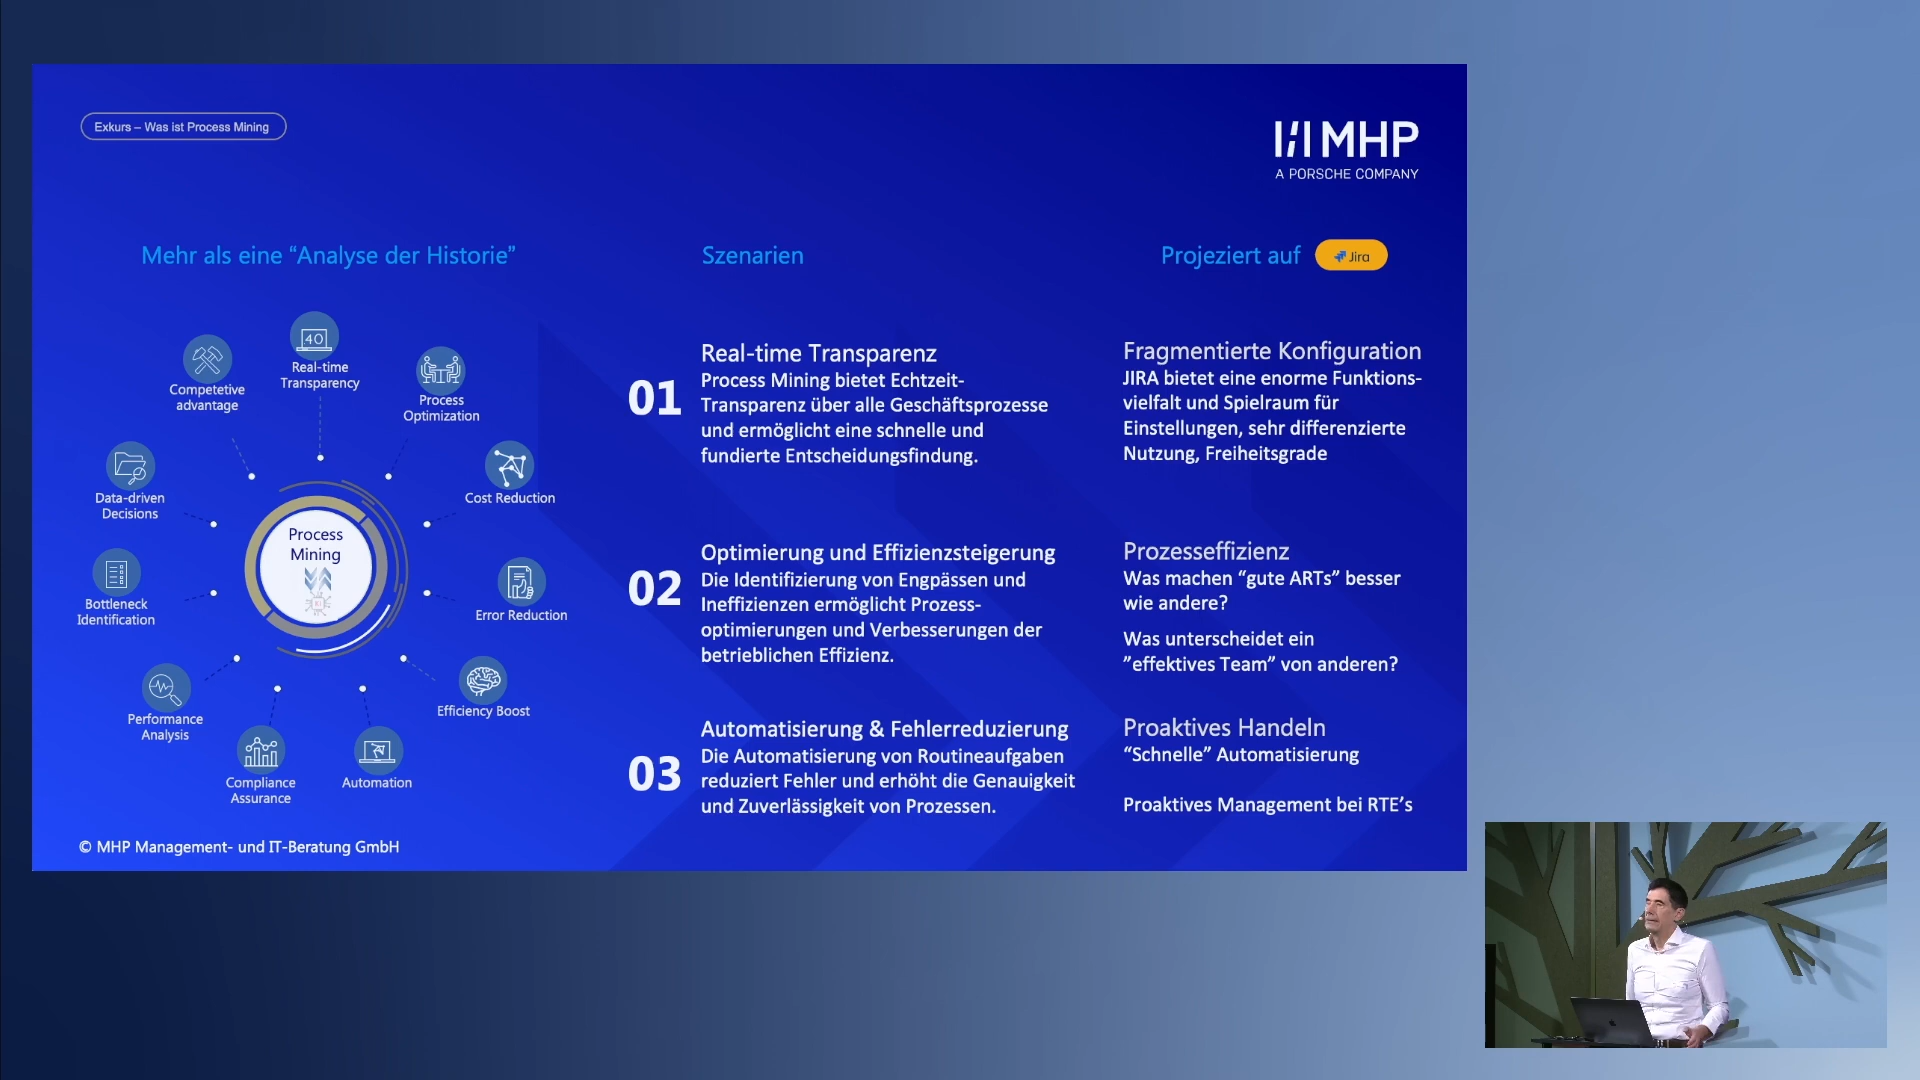 Exkurs – Was ist Process Mining
MHP
A PORSCHE COMPANY
Mehr als eine “Analyse der Historie”
Real-time
Transparency
40
Competetive
advantage
Process
Optimization
Data-driven
Decisions
Cost Reduction
Process
Mining
Bottleneck
Identification
Error Reduction
Performance
Analysis
Efficiency Boost
Compliance
Assurance
Automation
Szenarien
01
Real-time Transparenz
Process Mining bietet Echtzeit-
Transparenz über alle Geschäftsprozesse
und ermöglicht eine schnelle und
fundierte Entscheidungsfindung.
02
Optimierung und Effizienzsteigerung
Die Identifizierung von Engpässen und
Ineffizienzen ermöglicht Prozess-
optimierungen und Verbesserungen der
betrieblichen Effizienz.
03
Automatisierung & Fehlerreduzierung
Die Automatisierung von Routineaufgaben
reduziert Fehler und erhöht die Genauigkeit
und Zuverlässigkeit von Prozessen.
Projeziert auf Jira
Fragmentierte Konfiguration
JIRA bietet eine enorme Funktions-
vielfalt und Spielraum für
Einstellungen, sehr differenzierte
Nutzung, Freiheitsgrade
Prozesseffizienz
Was machen “gute ARTs” besser
wie andere?
Was unterscheidet ein
”effektives Team” von anderen?
Proaktives Handeln
“Schnelle” Automatisierung
Proaktives Management bei RTE’s
© MHP Management- und IT-Beratung GmbH